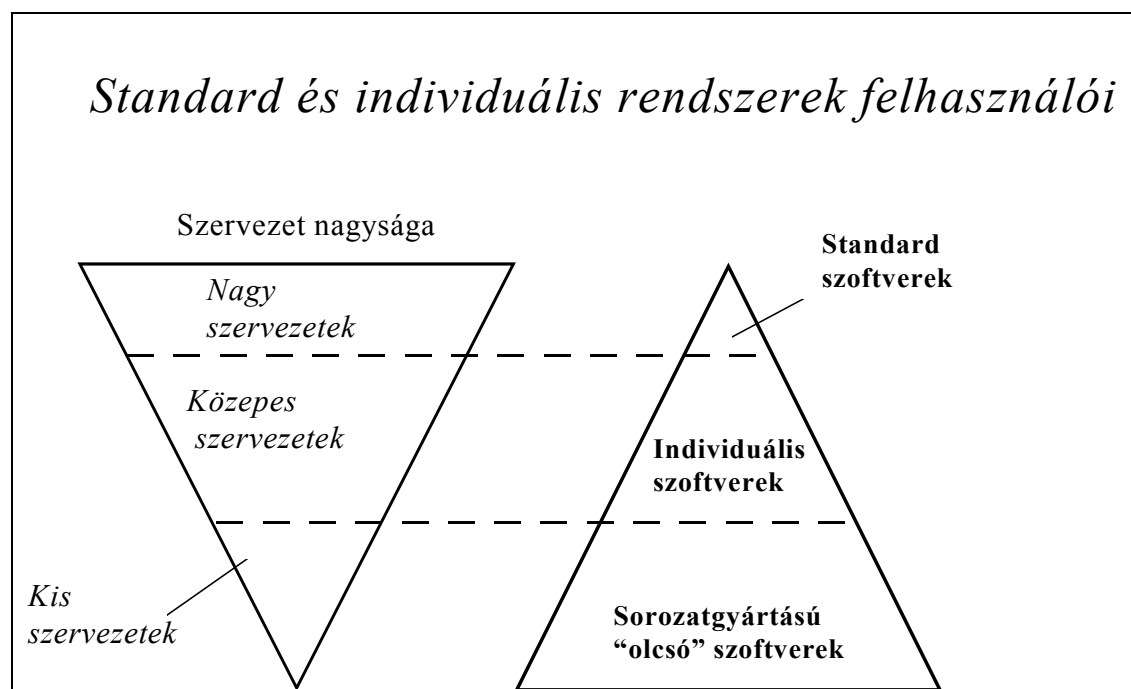 Standard és individuális rendszerek felhasználói
Szervezet nagysága
Nagy
szervezetek
Közepes
szervezetek
Kis
szervezetek
Standard
szoftverek
Individuális
szoftverek
Sorozatgyártású
“olcsó” szoftverek